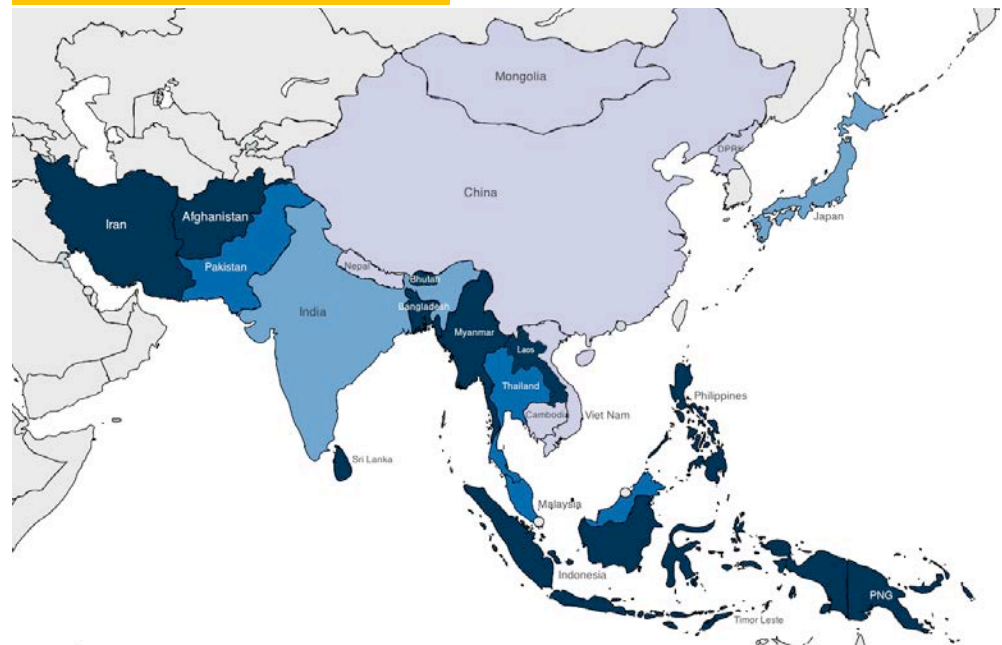 Mongolia
DPRK
China
Japan
Iran
Afghanistan
Pakistan
Nepal
Bhutan
India
Bangladesh
Myanmar
Laos
Thailand
Cambodia
Viet Nam
Philippines
Sri Lanka
Malaysia
Indonesia
PNG
Timor Leste